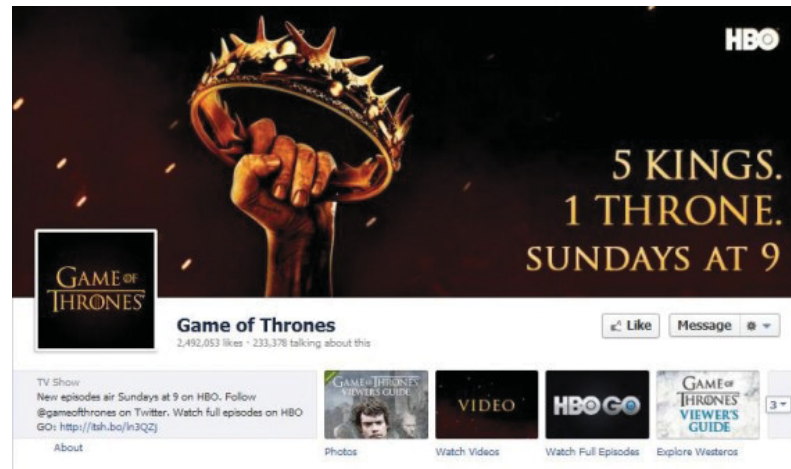 HBO
5 KINGS.
1 THRONE.
SUNDAYS AT 9
GAME OF
THRONES
Game of Thrones
2,492,053 likes · 233,378 talking about this
Like
Message
TV Show
New episodes air Sundays at 9 on HBO. Follow
@gameofthrones on Twitter. Watch full episodes on HBO
GO: http://itsh.bo/in3QZJ
About
GAME OF THRONES
VIEWER'S GUIDE
Photos
VIDEO
Watch Videos
HBO GO
Watch Full Episodes
GAME OF
THRONES
VIEWER'S
GUIDE
Explore Westeros
3